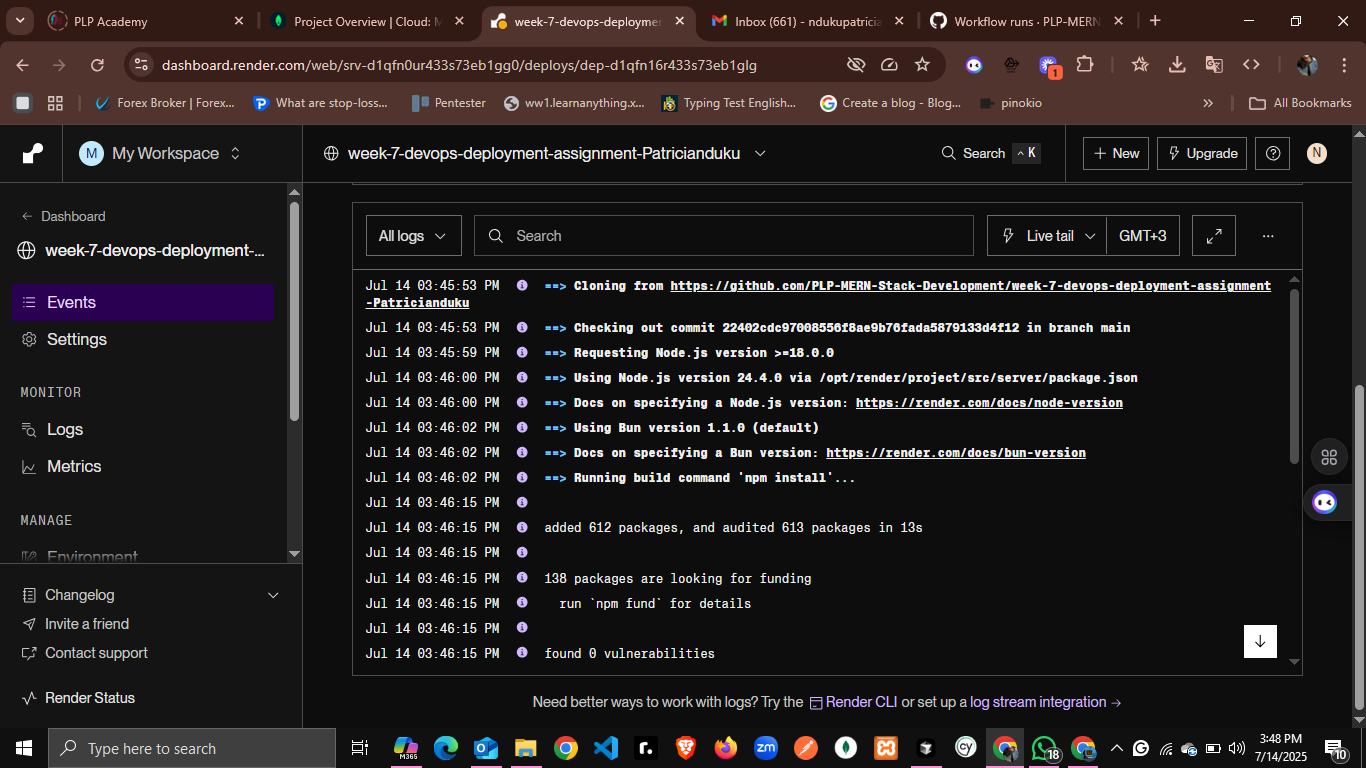 PLP Academy
Project Overview | Cloud: M
week-7-devops-deploymen
Inbox (661) - ndukupatricia
Workflow runs · PLP-MERN
dashboard.render.com/web/srv-d1qfn0ur433s73eb1gg0/deploys/dep-d1qfn16r433s73eb1glg
1
Forex Broker | Forex...
What are stop-loss...
Pentester
ww1.learnanything.x...
Typing Test English...
Create a blog - Blog...
pinokio
All Bookmarks
M My Workspace
week-7-devops-deployment-assignment-Patricianduku
Search K
New
Upgrade
N
Dashboard
week-7-devops-deployment-...
Events
Settings
MONITOR
Logs
Metrics
MANAGE
Environment
Changelog
Invite a friend
Contact support
Render Status
All logs
Search
Live tail
GMT+3
Jul 14 03:45:53 PM ==> Cloning from https://github.com/PLP-MERN-Stack-Development/week-7-devops-deployment-assignment
-Patricianduku
Jul 14 03:45:53 PM ==> Checking out commit 22402cdc97008556f8ae9b76fada5879133d4f12 in branch main
Jul 14 03:45:59 PM ==> Requesting Node.js version >=18.0.0
Jul 14 03:46:00 PM ==> Using Node.js version 24.4.0 via /opt/render/project/src/server/package.json
Jul 14 03:46:00 PM ==> Docs on specifying a Node.js version: https://render.com/docs/node-version
Jul 14 03:46:02 PM ==> Using Bun version 1.1.0 (default)
Jul 14 03:46:02 PM ==> Docs on specifying a Bun version: https://render.com/docs/bun-version
Jul 14 03:46:02 PM ==> Running build command 'npm install'...
Jul 14 03:46:15 PM
Jul 14 03:46:15 PM added 612 packages, and audited 613 packages in 13s
Jul 14 03:46:15 PM
Jul 14 03:46:15 PM 138 packages are looking for funding
Jul 14 03:46:15 PM run `npm fund` for details
Jul 14 03:46:15 PM
Jul 14 03:46:15 PM found 0 vulnerabilities
Need better ways to work with logs? Try the Render CLI or set up a log stream integration →
Type here to search
M365
r.
zm
cy
18
3:48 PM
7/14/2025
10